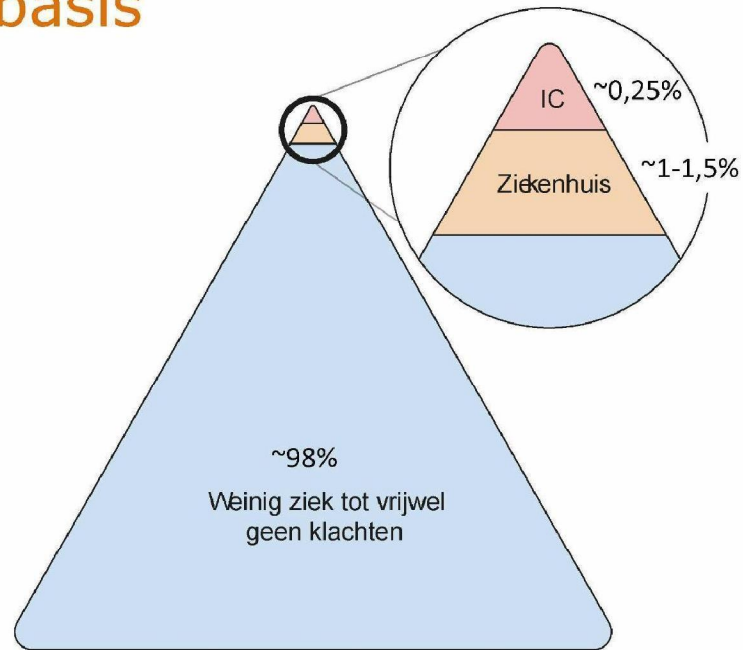 basis
IC
~0,25%
Ziekenhuis
~1-1,5%
~98%
Weinig ziek tot vrijwel
geen klachten